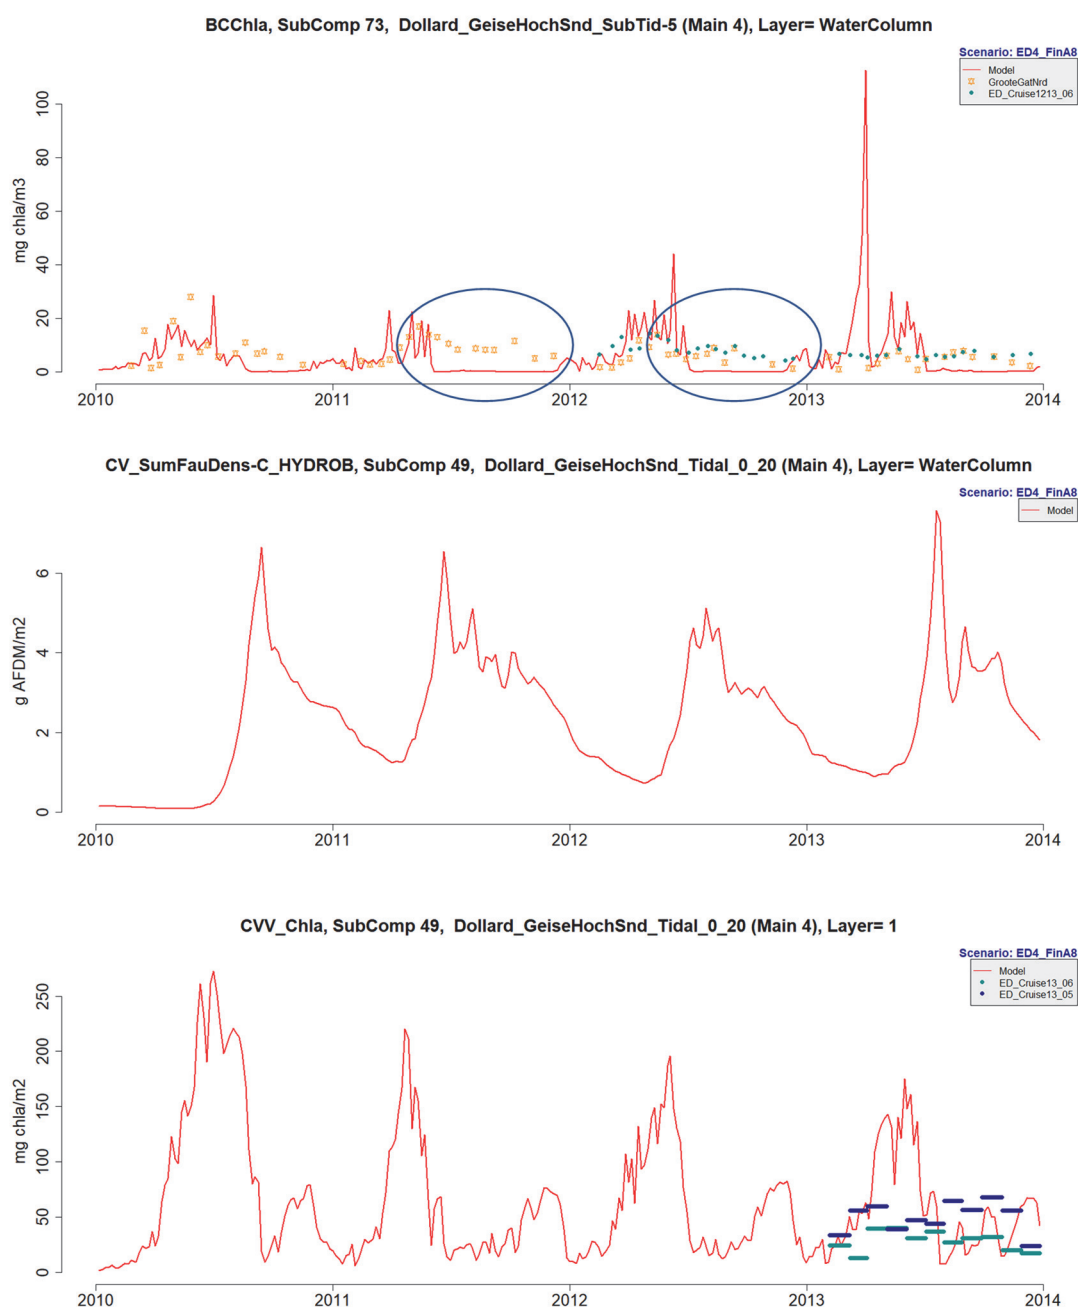 BCChla, SubComp 73, Dollard_GeiseHochSnd_SubTid-5 (Main 4), Layer= WaterColumn
Scenario: ED4_FinA8
Model
GrooteGatNrd
ED_Cruise1213_06
mg chla/m3
100
80
60
40
20
0
2010 2011 2012 2013 2014
CV_SumFauDens-C_HYDROB, SubComp 49, Dollard_GeiseHochSnd_Tidal_0_20 (Main 4), Layer= WaterColumn
Scenario: ED4_FinA8
Model
g AFDM/m2
6
4
2
0
2010 2011 2012 2013 2014
CVV_Chla, SubComp 49, Dollard_GeiseHochSnd_Tidal_0_20 (Main 4), Layer= 1
Scenario: ED4_FinA8
Model
ED_Cruise13_06
ED_Cruise13_05
mg chla/m2
250
200
150
100
50
0
2010 2011 2012 2013 2014